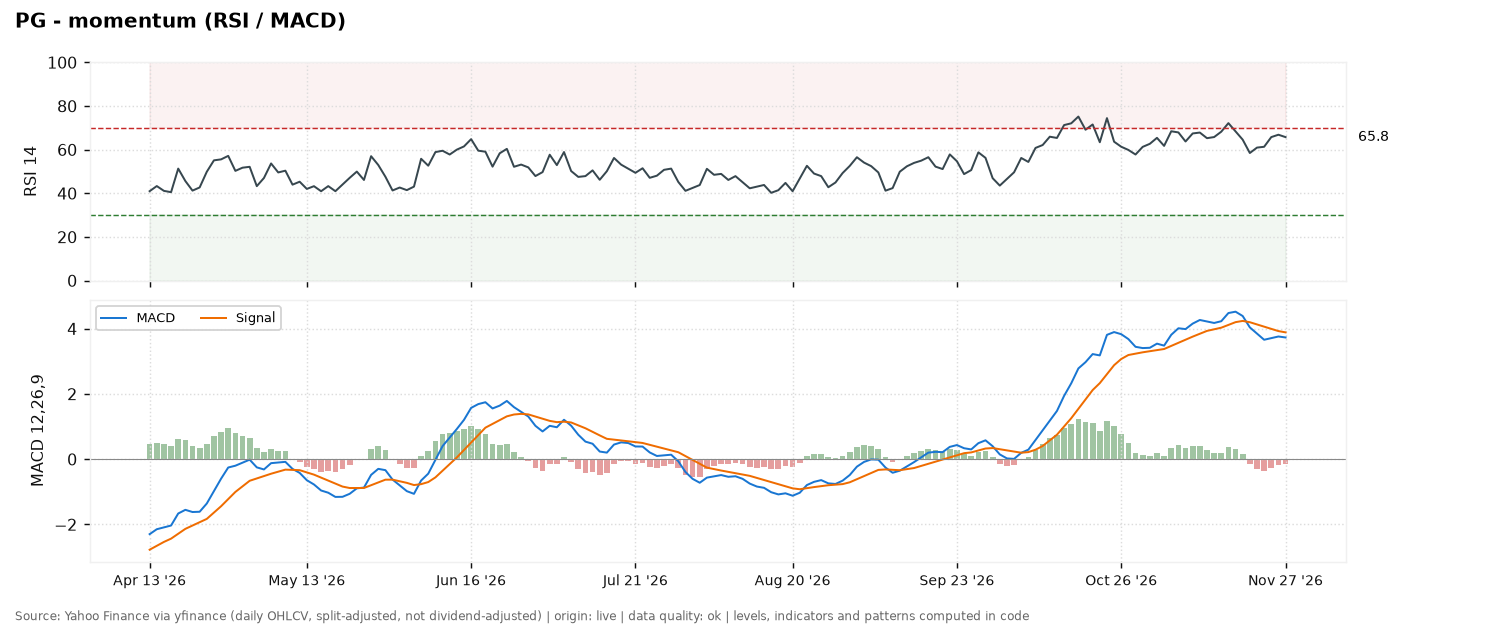 PG - momentum (RSI / MACD)
100
80
60
40
20
0
RSI 14
65.8
MACD
Signal
4
2
0
−2
MACD 12,26,9
Apr 13 '26
May 13 '26
Jun 16 '26
Jul 21 '26
Aug 20 '26
Sep 23 '26
Oct 26 '26
Nov 27 '26
Source: Yahoo Finance via yfinance (daily OHLCV, split-adjusted, not dividend-adjusted) | origin: live | data quality: ok | levels, indicators and patterns computed in code